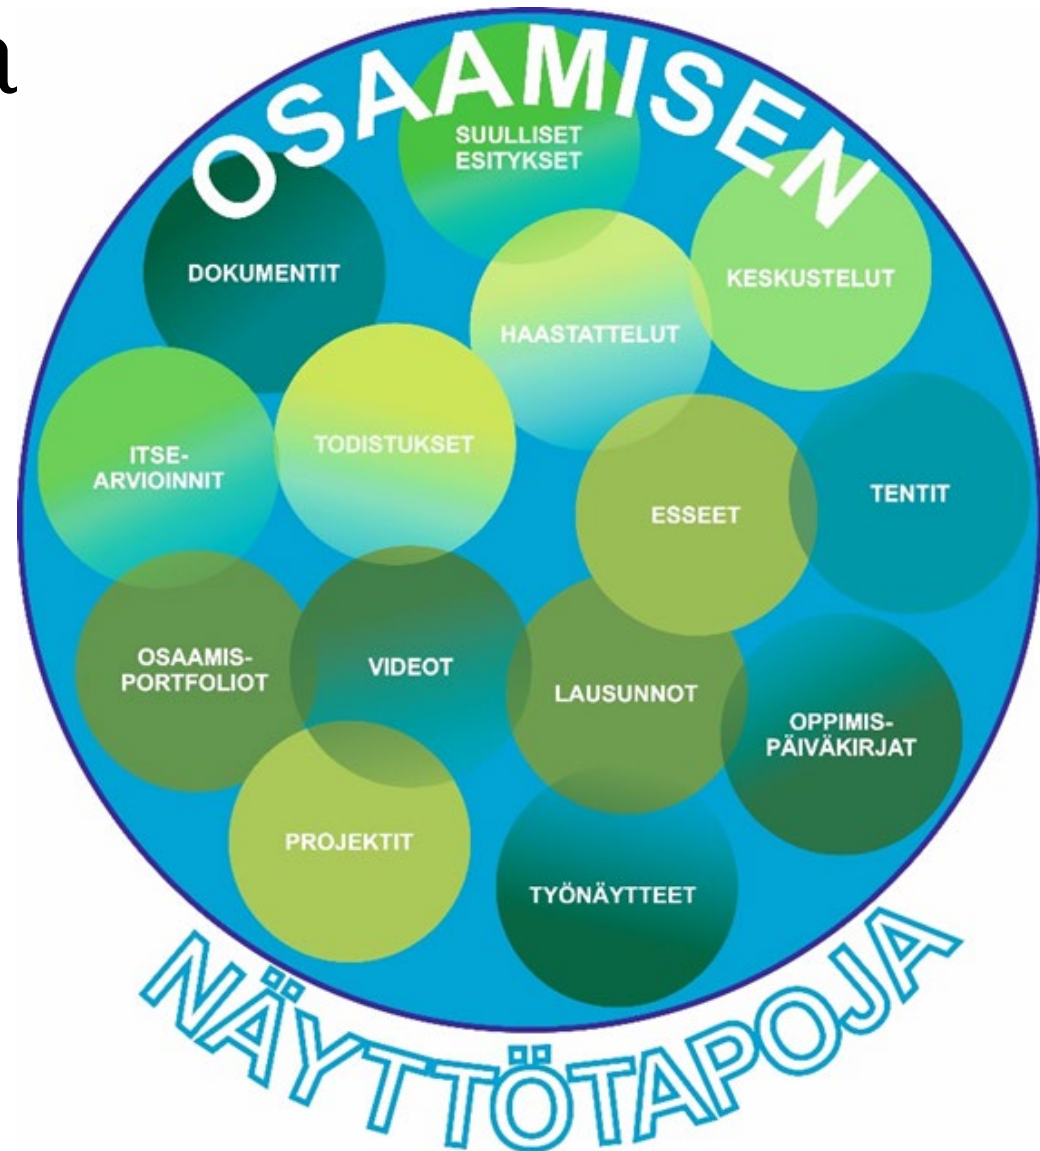 a
OSAAMISEN
SUULLISET
ESITYKSET
DOKUMENTIT
KESKUSTELUT
HAASTATTELUT
TODISTUKSET
ITSE-
ARVIOINNIT
ESSEET
TENTIT
OSAAMIS-
PORTFOLIOT
VIDEOT
LAUSUNNOT
OPPIMIS-
PÄIVÄKIRJAT
PROJEKTIT
TYÖNÄYTTEET
NÄYTTÖTAPOJA